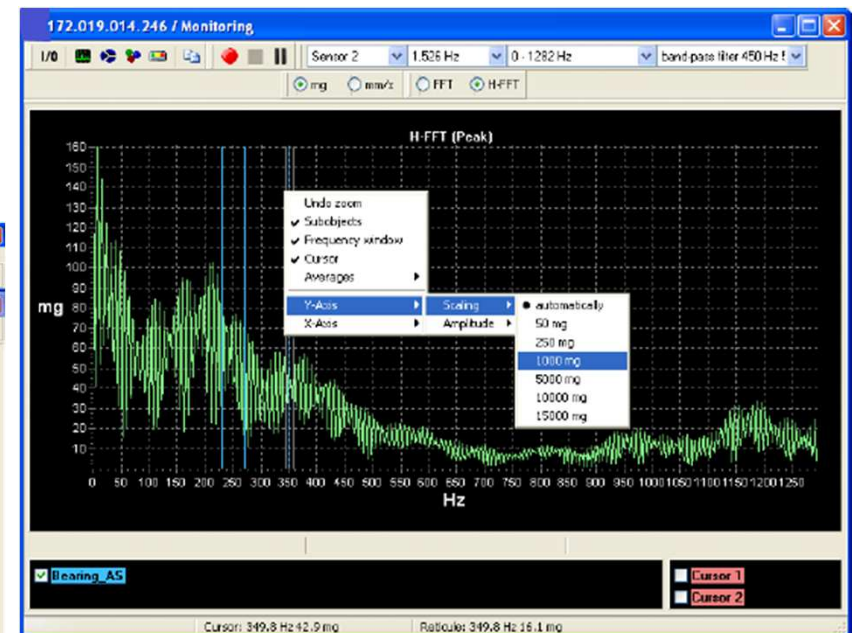 172.019.014.246 / Monitoring
I/O Sensor 2 1.526 Hz 0 - 1282 Hz band-pass filter 450 Hz
mg mm/s FFT H-FFT
H-FFT (Peak)
160
150
140
130
120
100
90
80
70
60
50
40
30
20
10
mg
Undo zoom
Subobjects
Frequency window
Cursor
Averages
Y-Axis
X-Axis
Scaling
Amplitude
automatically
50 mg
250 mg
1000 mg
5000 mg
10000 mg
15000 mg
0 50 100 150 200 250 300 350 400 450 500 550 600 650 700 750 800 850 900 950 1000 1050 1100 1150 1200 1250
Hz
Bearing_AS
Cursor 1
Cursor 2
Cursor: 349.8 Hz 42.9 mg Reticule: 349.8 Hz 16.1 mg